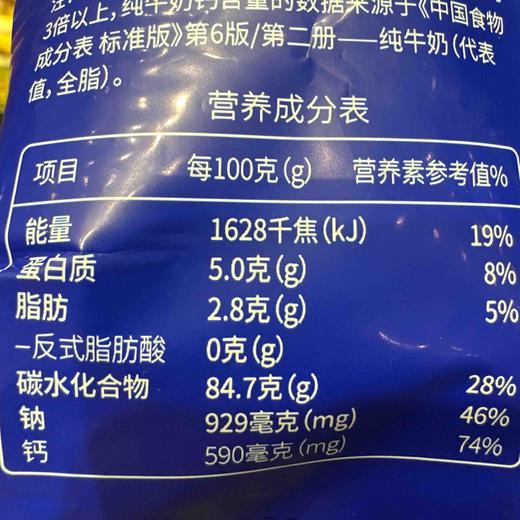 3倍以上,纯牛奶钙含量的数据来源于《中国食物
成分表 标准版》第6版/第二册——纯牛奶(代表
值,全脂)。
营养成分表
项目 每100克(g) 营养素参考值%
能量 1628千焦(kJ) 19%
蛋白质 5.0克(g) 8%
脂肪 2.8克(g) 5%
-反式脂肪酸 0克(g)
碳水化合物 84.7克(g) 28%
钠 929毫克(mg) 46%
钙 590毫克(mg) 74%